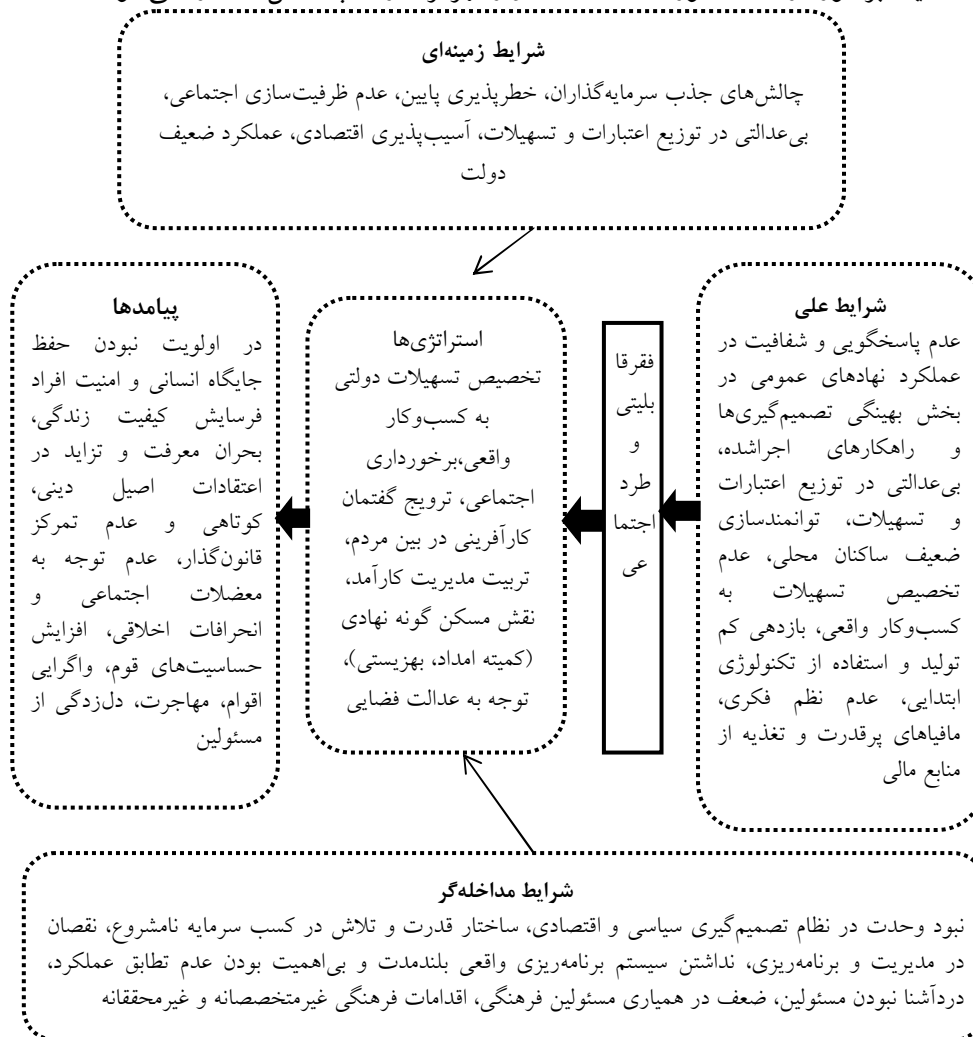 شرایط زمینه‌ای
چالش‌های جذب سرمایه‌گذاران، خطرپذیری پایین، عدم ظرفیت‌سازی اجتماعی،
بی‌عدالتی در توزیع اعتبارات و تسهیلات، آسیب‌پذیری اقتصادی، عملکرد ضعیف
دولت
شرایط علی
عدم پاسخگویی و شفافیت در
عملکرد نهادهای عمومی در
بخش بهینگی تصمیم‌گیری‌ها
و راهکارهای اجراشده،
بی‌عدالتی در توزیع اعتبارات
و تسهیلات، توانمندسازی
ضعیف ساکنان محلی، عدم
تخصیص تسهیلات به
کسب‌وکار واقعی، بازدهی کم
تولید و استفاده از تکنولوژی
ابتدایی، عدم نظم فکری،
مافیاهای پرقدرت و تغذیه از
منابع مالی
فقرقا
بلیتی
و
طرد
اجتما
عی
استراتژی‌ها
تخصیص تسهیلات دولتی
به کسب‌وکار
واقعی،برخورداری
اجتماعی، ترویج گفتمان
کارآفرینی در بین مردم،
تربیت مدیریت کارآمد،
نقش مسکن گونه نهادی
(کمیته امداد، بهزیستی)،
توجه به عدالت فضایی
پیامدها
در اولویت نبودن حفظ
جایگاه انسانی و امنیت افراد
فرسایش کیفیت زندگی،
بحران معرفت و تزاید در
اعتقادات اصیل دینی،
کوتاهی و عدم تمرکز
قانون‌گذار، عدم توجه به
معضلات اجتماعی و
انحرافات اخلاقی، افزایش
حساسیت‌های قوم، واگرایی
اقوام، مهاجرت، دل‌زدگی از
مسئولین
شرایط مداخله‌گر
نبود وحدت در نظام تصمیم‌گیری سیاسی و اقتصادی، ساختار قدرت و تلاش در کسب سرمایه نامشروع، نقصان
در مدیریت و برنامه‌ریزی، نداشتن سیستم برنامه‌ریزی واقعی بلندمدت و بی‌اهمیت بودن عدم تطابق عملکرد،
دردآشنا نبودن مسئولین، ضعف در همیاری مسئولین فرهنگی، اقدامات فرهنگی غیرمتخصصانه و غیرمحققانه